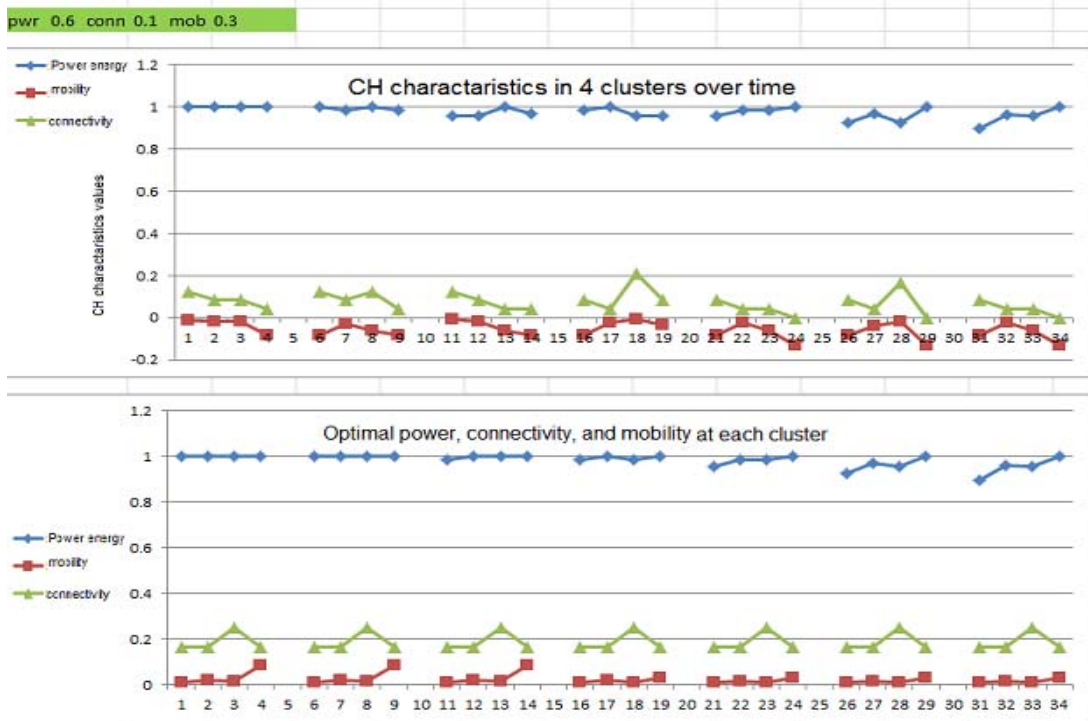 pwr 0.6 conn 0.1 mob 0.3
Power energy
mobility
connectivity
CH charactaristics in 4 clusters over time
CH charactaristics values
1.2
1
0.8
0.6
0.4
0.2
0
-0.2
1 2 3 4 5 6 7 8 9 10 11 12 13 14 15 16 17 18 19 20 21 22 23 24 25 26 27 28 29 30 31 32 33 34
Optimal power, connectivity, and mobility at each cluster
Power energy
mobility
connectivity
1.2
1
0.8
0.6
0.4
0.2
0
1 2 3 4 5 6 7 8 9 10 11 12 13 14 15 16 17 18 19 20 21 22 23 24 25 26 27 28 29 30 31 32 33 34